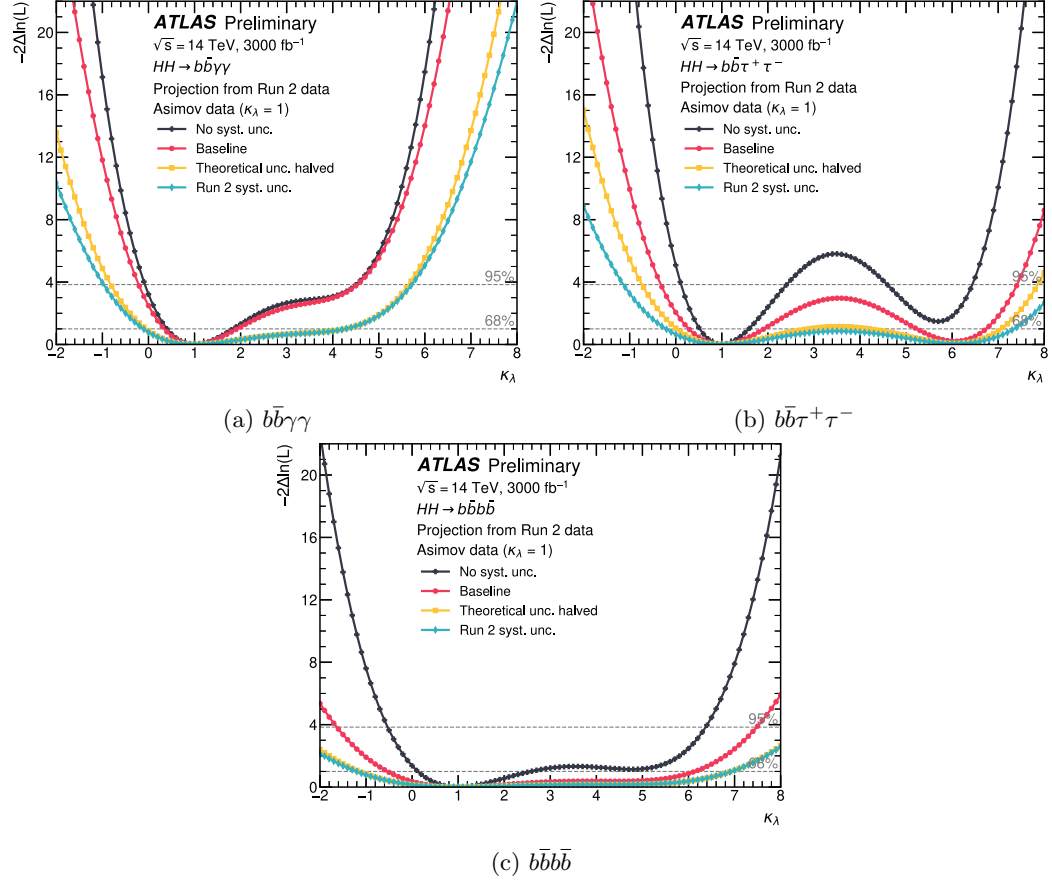 −2Δln(L)
20
16
12
8
4
0
ATLAS Preliminary
√s = 14 TeV, 3000 fb⁻¹
HH → bb̄γγ
Projection from Run 2 data
Asimov data (κλ = 1)
No syst. unc.
Baseline
Theoretical unc. halved
Run 2 syst. unc.
95%
68%
−2 −1 0 1 2 3 4 5 6 7 8
κλ
(a) bb̄γγ
−2Δln(L)
20
16
12
8
4
0
ATLAS Preliminary
√s = 14 TeV, 3000 fb⁻¹
HH → bb̄τ⁺τ⁻
Projection from Run 2 data
Asimov data (κλ = 1)
No syst. unc.
Baseline
Theoretical unc. halved
Run 2 syst. unc.
95%
68%
−2 −1 0 1 2 3 4 5 6 7 8
κλ
(b) bb̄τ⁺τ⁻
−2Δln(L)
20
16
12
8
4
0
ATLAS Preliminary
√s = 14 TeV, 3000 fb⁻¹
HH → bb̄bb̄
Projection from Run 2 data
Asimov data (κλ = 1)
No syst. unc.
Baseline
Theoretical unc. halved
Run 2 syst. unc.
95%
68%
−2 −1 0 1 2 3 4 5 6 7 8
κλ
(c) bb̄bb̄